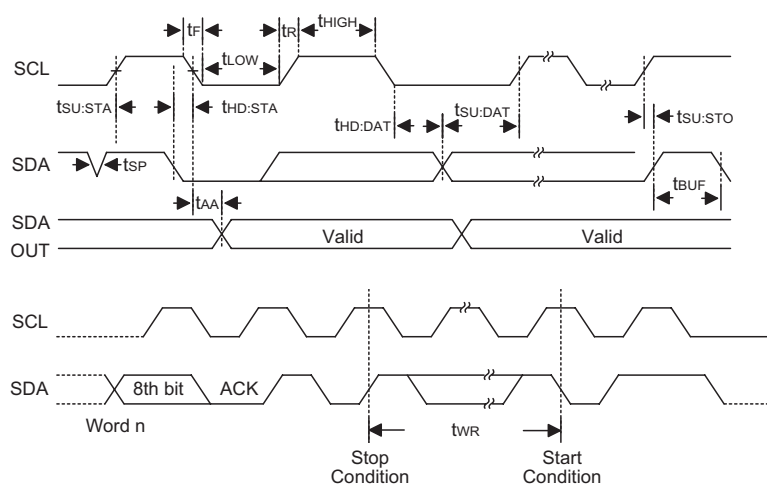 tF
tR
tHIGH
SCL
tLOW
tSU:STA
tHD:STA
tHD:DAT
tSU:DAT
tSU:STO
SDA
tSP
tBUF
tAA
SDA
OUT
Valid
Valid
SCL
SDA
8th bit
ACK
Word n
tWR
Stop
Condition
Start
Condition